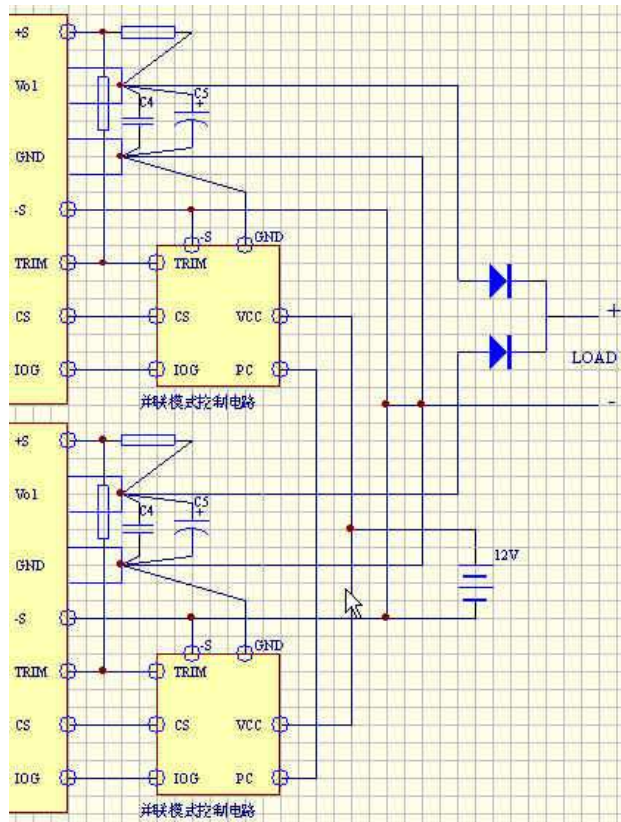 +S
Vo1
C4
C5
+
GND
-S
-S
GND
TRIM
TRIM
CS
CS
VCC
IOG
IOG
PC
+
LOAD
-
并联模式控制电路
+S
Vo1
C4
C5
+
GND
12V
-S
-S
GND
TRIM
TRIM
CS
CS
VCC
IOG
IOG
PC
并联模式控制电路